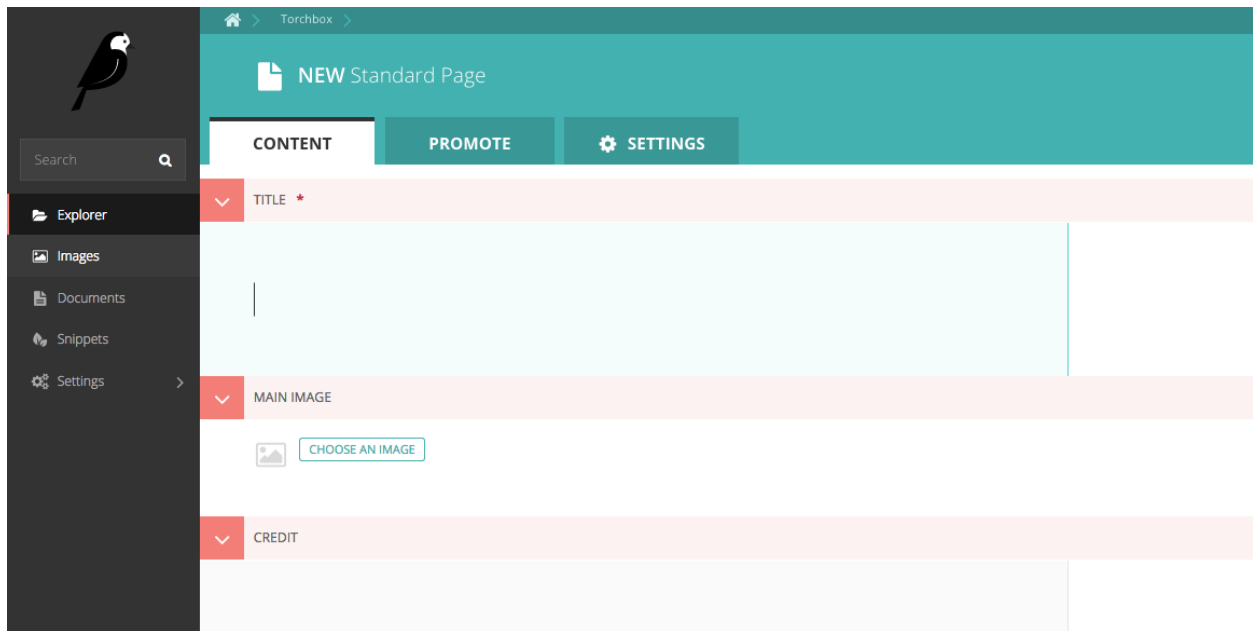 Torchbox
NEW Standard Page
CONTENT
PROMOTE
SETTINGS
Search
Explorer
Images
Documents
Snippets
Settings
TITLE *
MAIN IMAGE
CHOOSE AN IMAGE
CREDIT